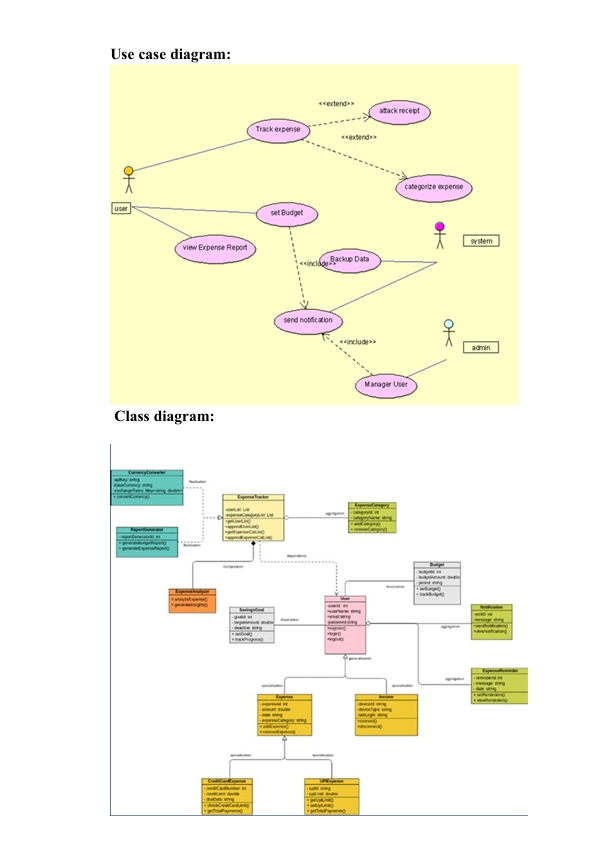 Use case diagram:
<<extend>>
attack receipt
Track expense
<<extend>>
categorize expense
user
set Budget
system
view Expense Report
Backup Data
<<include>>
send notification
<<include>>
admin
Manager User
Class diagram:
CurrencyConverter
-apiKey: string
-baseCurrency: string
-exchangeRates: Map<string, double>
+ convertCurrency()
Realization
ExpenseTracker
-userList: List
-expenseCategoryList: List
+getUserList()
+appendUserList()
+getExpenseCatList()
+appendExpenseCatList()
aggregation
ExpenseCategory
- categoryId: int
- categoryName: string
+ addCategory()
+ removeCategory()
ReportGenerator
- reportGeneratorId: int
+ generateBudgetReport()
+ generateExpenseReport()
Realization
dependency
Composition
ExpenseAnalyzer
+ analyzeExpense()
+ generateInsights()
Budget
- budgetId: int
- budgetAmount: double
- period: string
+ setBudget()
+ trackBudget()
Association
User
-userId: int
-userName: string
-email: string
-password: string
+register()
+login()
+logout()
SavingsGoal
- goalId: int
- targetAmount: double
- deadline: string
+ setGoal()
+ trackProgress()
Association
Notification
- notifID: int
- message: string
+sendNotification()
+viewNotification()
aggregation
generalization
ExpenseReminder
- reminderId: int
- message: string
- date: string
+ setReminders()
+ viewReminders()
aggregation
specialisation
specialisation
Expense
- expenseId: int
- amount: double
- date: string
- expenseCategory: string
+ addExpense()
+ removeExpense()
Income
-deviceId: string
-deviceType: string
-lastLogin: string
+connect()
+disconnect()
specialisation
specialisation
CreditCardExpense
- creditCardNumber: int
- creditLimit: double
- dueDate: string
+ checkCreditCardLimit()
+ getTotalPayments()
UPIExpense
- upiId: string
- upiLimit: double
+ getUpiLimit()
+ setUpiLimit()
+ getTotalPayments()